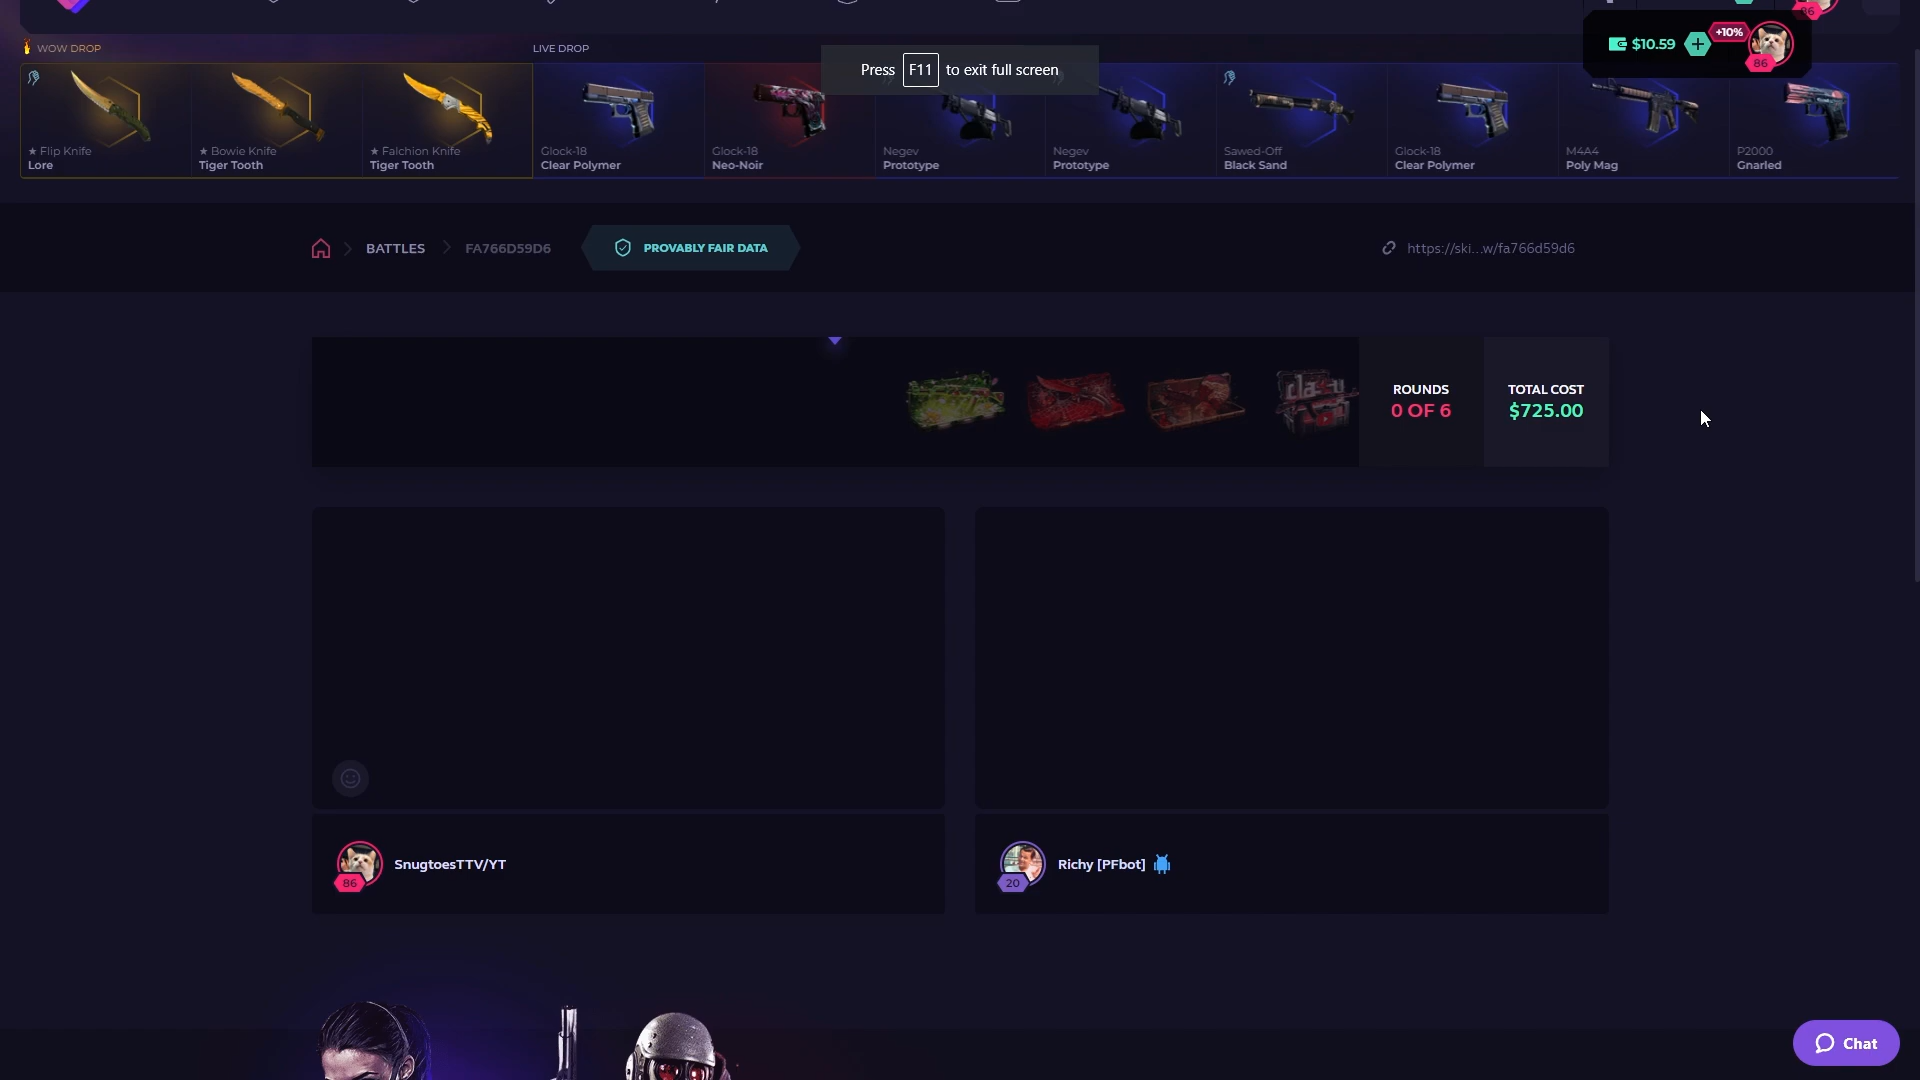 86
$10.59
+10%
86
WOW DROP
LIVE DROP
Press F11 to exit full screen
★ Flip Knife
Lore
★ Bowie Knife
Tiger Tooth
★ Falchion Knife
Tiger Tooth
Glock-18
Clear Polymer
Glock-18
Neo-Noir
Negev
Prototype
Negev
Prototype
Sawed-Off
Black Sand
Glock-18
Clear Polymer
M4A4
Poly Mag
P2000
Gnarled
BATTLES
FA766D59D6
PROVABLY FAIR DATA
https://ski...w/fa766d59d6
ROUNDS
0 OF 6
TOTAL COST
$725.00
86
SnugtoesTTV/YT
20
Richy [PFbot]
Chat